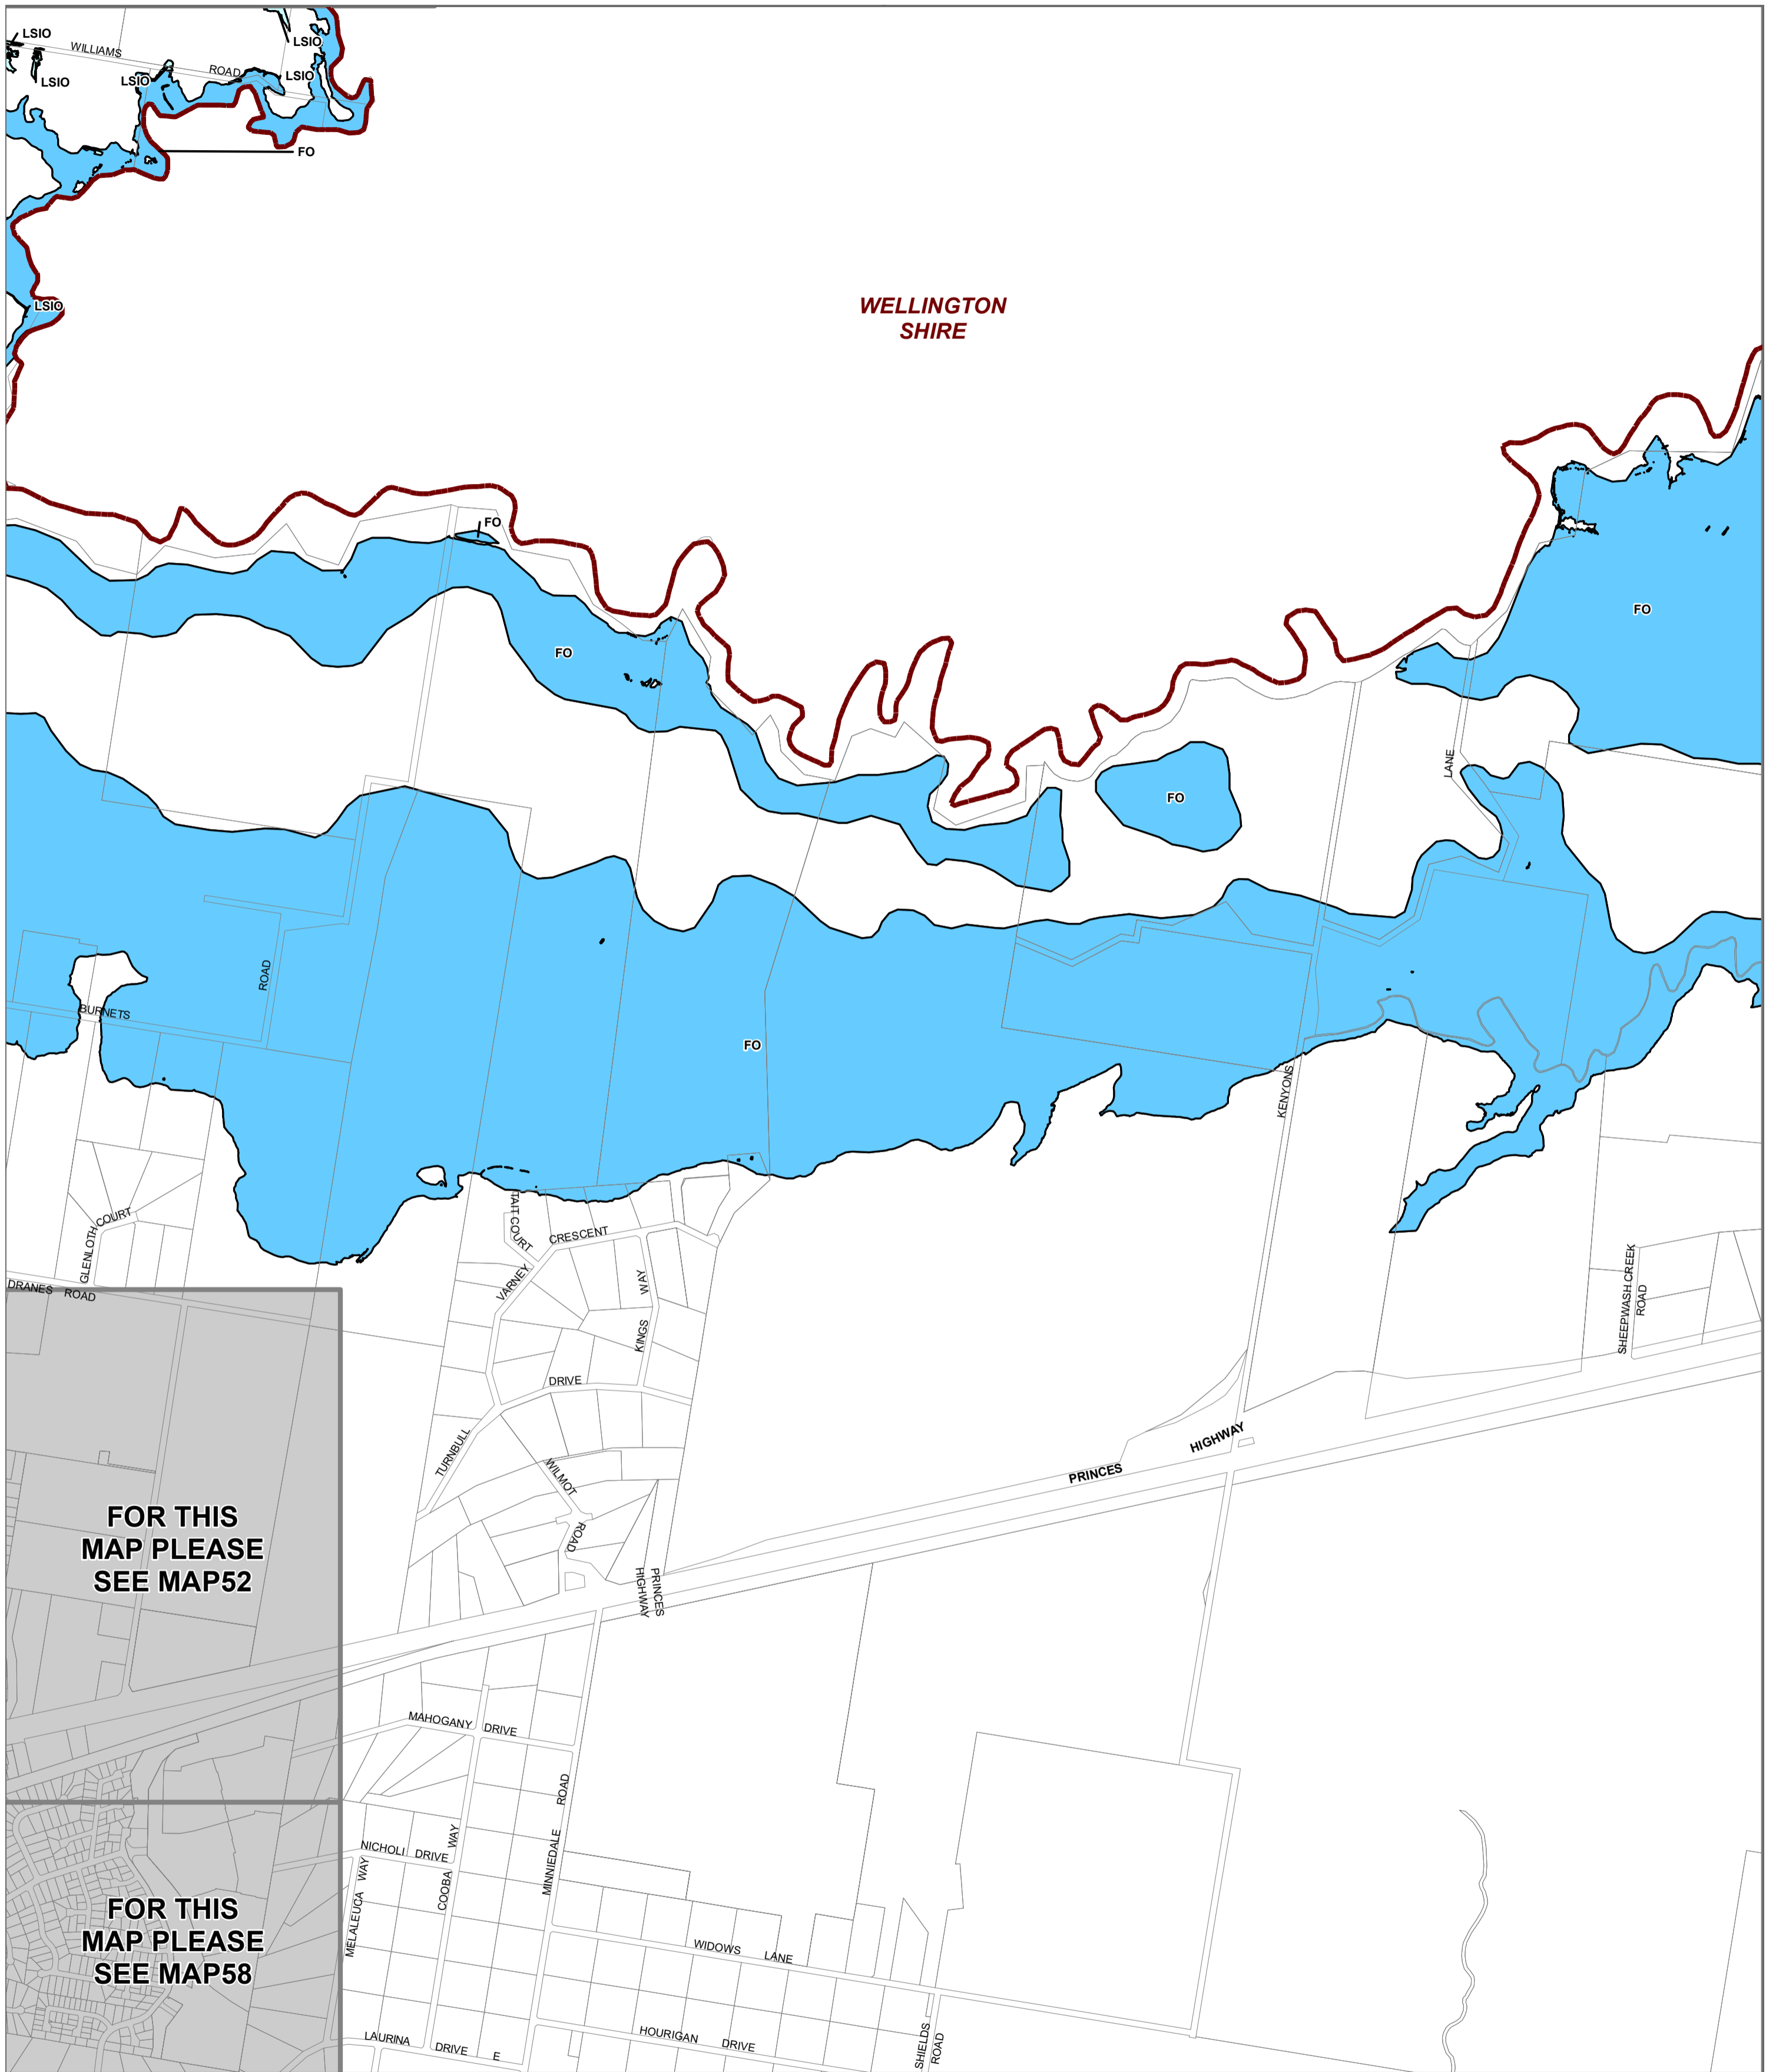 LSIO
WILLIAMS
LSIO
ROAD
LSIO
LSIO
LSIO
FO
LSIO
WELLINGTON
SHIRE
FO
FO
FO
FO
LANE
ROAD
BURNETS
FO
KENYONS
GLENLOTH
COURT
TAIT COURT
CRESCENT
VARNEY
WAY
KINGS
SHEEPWASH CREEK
ROAD
DRANES ROAD
DRIVE
TURNBULL
WILMOT
ROAD
PRINCES
HIGHWAY
PRINCES
HIGHWAY
FOR THIS
MAP PLEASE
SEE MAP52
MAHOGANY DRIVE
ROAD
MINNIEDALE
NICHOLI DRIVE
WAY
COOBA
MELALEUCA WAY
FOR THIS
MAP PLEASE
SEE MAP58
WIDOWS LANE
LAURINA DRIVE E
HOURIGAN DRIVE
SHIELDS
ROAD